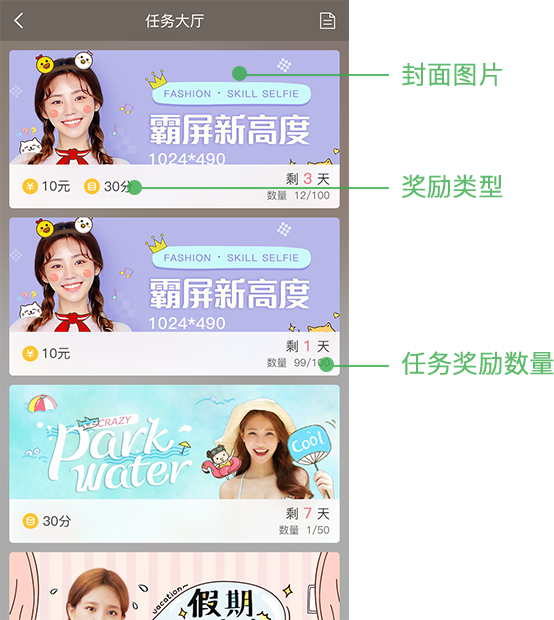 任务大厅
FASHION · SKILL SELFIE
霸屏新高度
1024*490
10元
30分
剩 3 天
数量 12/100
封面图片
奖励类型
FASHION · SKILL SELFIE
霸屏新高度
1024*490
10元
剩 1 天
数量 99/100
任务奖励数量
CRAZY
Park
water
Cool
30分
剩 7 天
数量 1/50
vacation~
假期